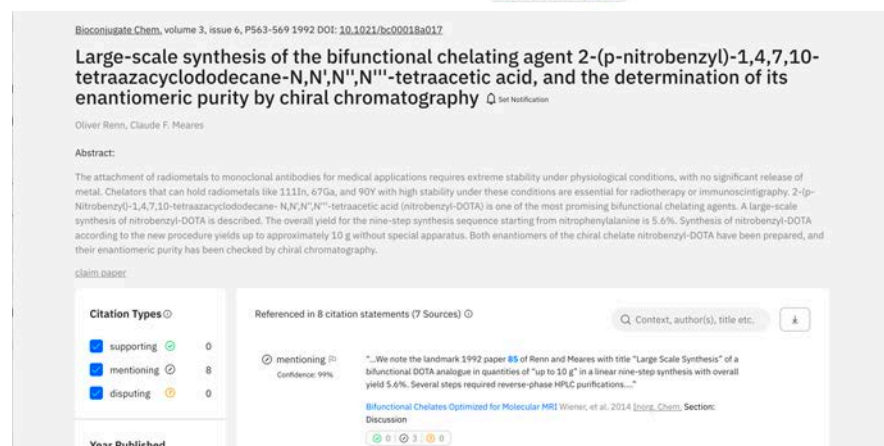 Bioconjugate Chem. volume 3, issue 6, P563-569 1992 DOI: 10.1021/bc00018a017
Large-scale synthesis of the bifunctional chelating agent 2-(p-nitrobenzyl)-1,4,7,10-
tetraazacyclododecane-N,N',N'',N'''-tetraacetic acid, and the determination of its
enantiomeric purity by chiral chromatography Set Notification
Oliver Renn, Claude F. Meares
Abstract:
The attachment of radiometals to monoclonal antibodies for medical applications requires extreme stability under physiological conditions, with no significant release of
metal. Chelators that can hold radiometals like 111In, 67Ga, and 90Y with high stability under these conditions are essential for radiotherapy or immunoscintigraphy. 2-(p-
Nitrobenzyl)-1,4,7,10-tetraazacyclododecane- N,N',N'',N'''-tetraacetic acid (nitrobenzyl-DOTA) is one of the most promising bifunctional chelating agents. A large-scale
synthesis of nitrobenzyl-DOTA is described. The overall yield for the nine-step synthesis sequence starting from nitrophenylalanine is 5.6%. Synthesis of nitrobenzyl-DOTA
according to the new procedure yields up to approximately 10 g without special apparatus. Both enantiomers of the chiral chelate nitrobenzyl-DOTA have been prepared, and
their enantiomeric purity has been checked by chiral chromatography.
claim paper
Citation Types
supporting 0
mentioning 8
disputing 0
Year Published
Referenced in 8 citation statements (7 Sources)
Context, author(s), title etc.
mentioning
Confidence: 99%
"...We note the landmark 1992 paper 85 of Renn and Meares with title "Large Scale Synthesis" of a
bifunctional DOTA analogue in quantities of "up to 10 g" in a linear nine-step synthesis with overall
yield 5.6%. Several steps required reverse-phase HPLC purifications...."
Bifunctional Chelates Optimized for Molecular MRI Wiener, et al. 2014 Inorg. Chem. Section:
Discussion
0 3 0